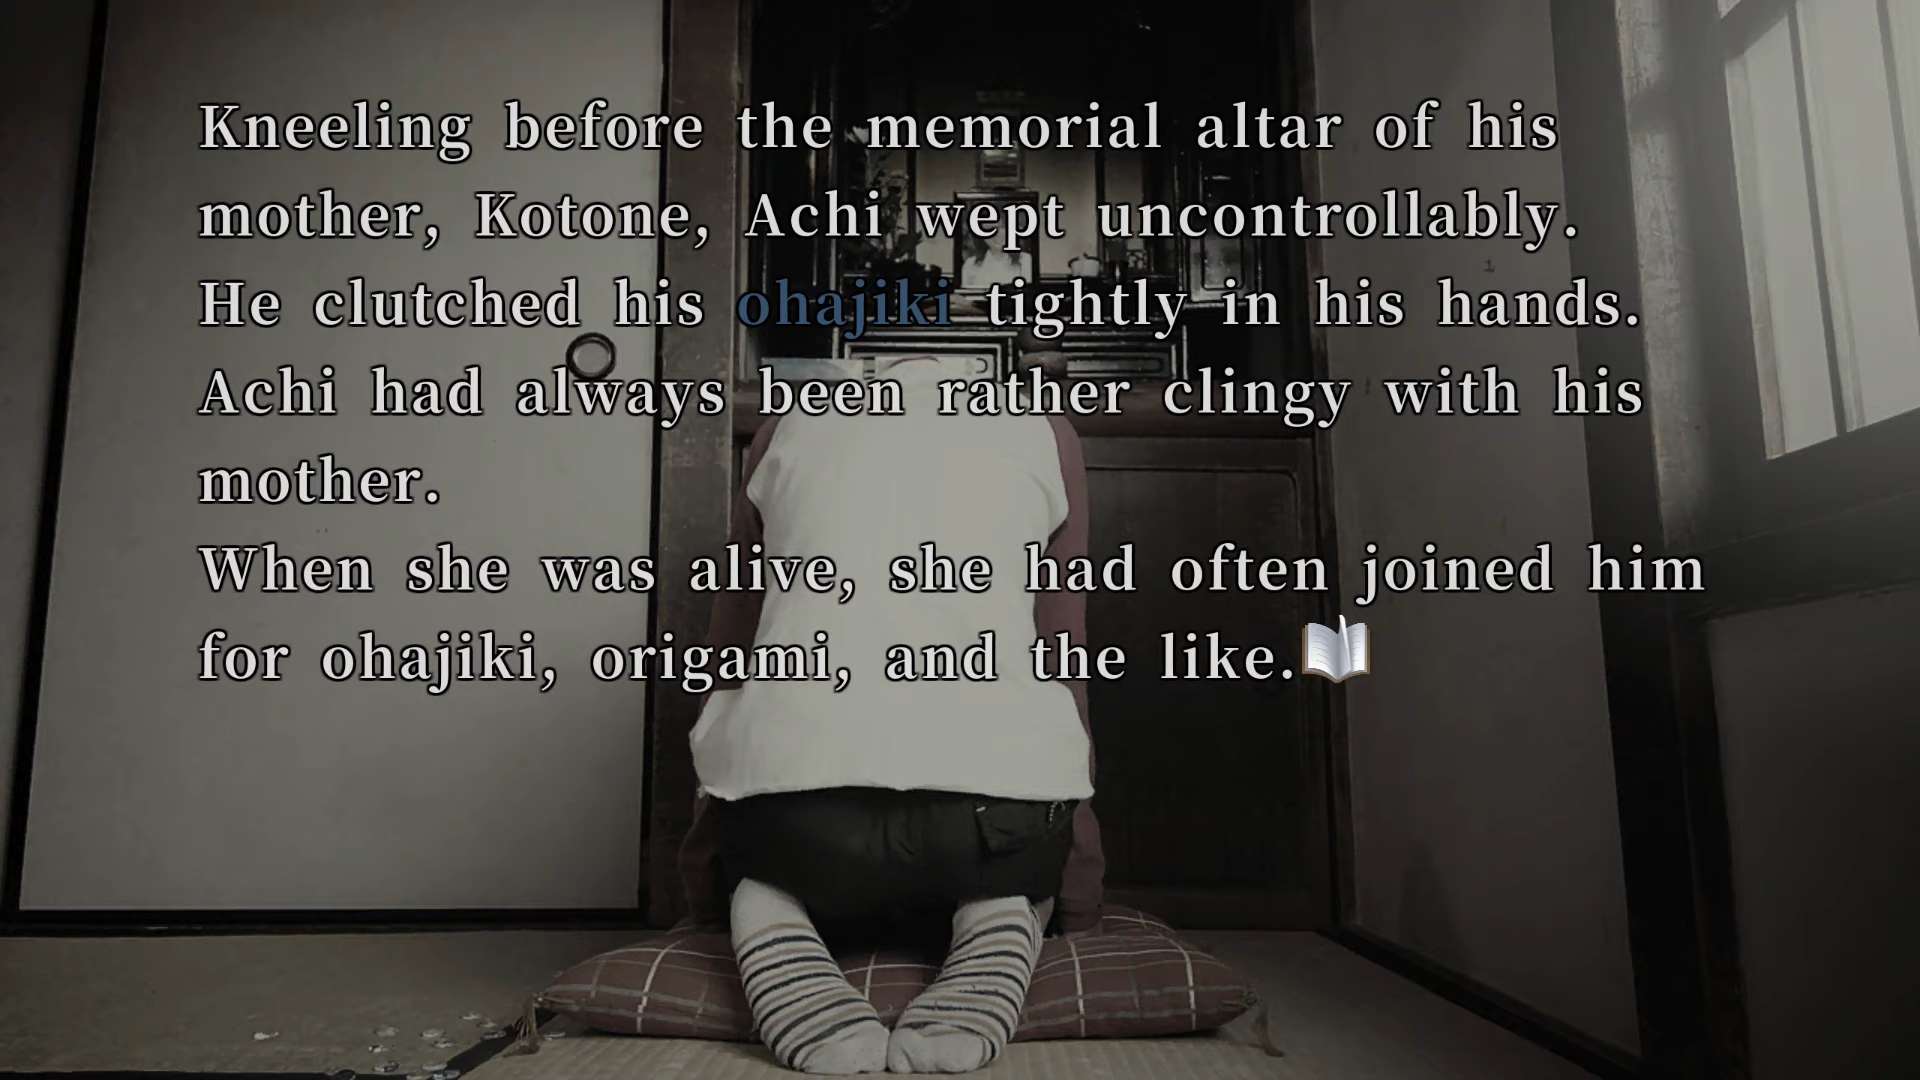 Kneeling before the memorial altar of his
mother, Kotone, Achi wept uncontrollably.
He clutched his ohajiki tightly in his hands.
Achi had always been rather clingy with his
mother.
When she was alive, she had often joined him
for ohajiki, origami, and the like.